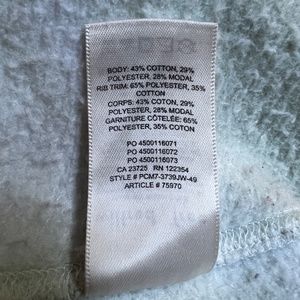 BODY: 43% COTTON, 29%
POLYESTER, 28% MODAL
RIB TRIM: 65% POLYESTER, 35%
COTTON
CORPS: 43% COTON, 29%
POLYESTER, 28% MODAL
GARNITURE CÔTELÉE: 65%
POLYESTER, 35% COTON
PO 4500116071
PO 4500116072
PO 4500116073
CA 23725 RN 122354
STYLE # PCM7-3739JW-49
ARTICLE # 75970